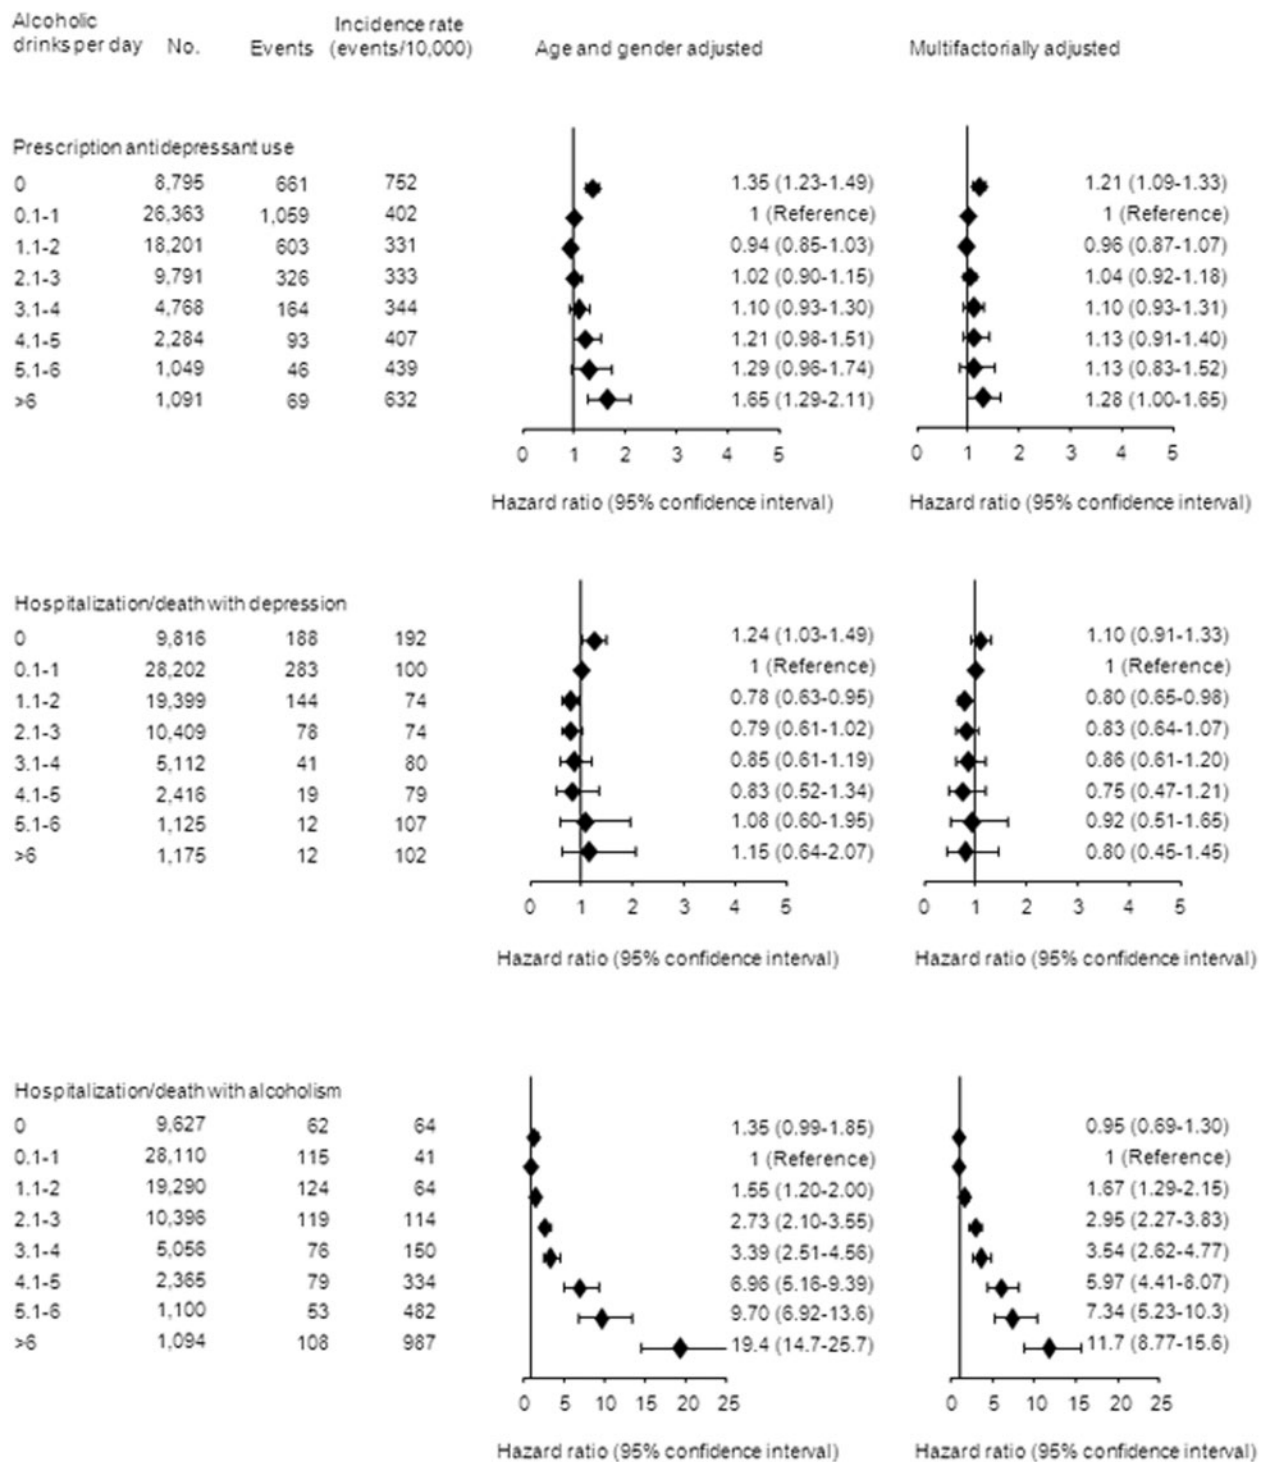 Alcoholic drinks per day No. Events Incidence rate (events/10,000) Age and gender adjusted Multifactorially adjusted
Prescription antidepressant use
0 8,795 661 752 1.35 (1.23-1.49) 1.21 (1.09-1.33)
0.1-1 26,363 1,059 402 1 (Reference) 1 (Reference)
1.1-2 18,201 603 331 0.94 (0.85-1.03) 0.96 (0.87-1.07)
2.1-3 9,791 326 333 1.02 (0.90-1.15) 1.04 (0.92-1.18)
3.1-4 4,768 164 344 1.10 (0.93-1.30) 1.10 (0.93-1.31)
4.1-5 2,284 93 407 1.21 (0.98-1.51) 1.13 (0.91-1.40)
5.1-6 1,049 46 439 1.29 (0.96-1.74) 1.13 (0.83-1.52)
>6 1,091 69 632 1.65 (1.29-2.11) 1.28 (1.00-1.65)
0 1 2 3 4 5 0 1 2 3 4 5
Hazard ratio (95% confidence interval) Hazard ratio (95% confidence interval)
Hospitalization/death with depression
0 9,816 188 192 1.24 (1.03-1.49) 1.10 (0.91-1.33)
0.1-1 28,202 283 100 1 (Reference) 1 (Reference)
1.1-2 19,399 144 74 0.78 (0.63-0.95) 0.80 (0.65-0.98)
2.1-3 10,409 78 74 0.79 (0.61-1.02) 0.83 (0.64-1.07)
3.1-4 5,112 41 80 0.85 (0.61-1.19) 0.86 (0.61-1.20)
4.1-5 2,416 19 79 0.83 (0.52-1.34) 0.75 (0.47-1.21)
5.1-6 1,125 12 107 1.08 (0.60-1.95) 0.92 (0.51-1.65)
>6 1,175 12 102 1.15 (0.64-2.07) 0.80 (0.45-1.45)
0 1 2 3 4 5 0 1 2 3 4 5
Hazard ratio (95% confidence interval) Hazard ratio (95% confidence interval)
Hospitalization/death with alcoholism
0 9,627 62 64 1.35 (0.99-1.85) 0.95 (0.69-1.30)
0.1-1 28,110 115 41 1 (Reference) 1 (Reference)
1.1-2 19,290 124 64 1.55 (1.20-2.00) 1.67 (1.29-2.15)
2.1-3 10,396 119 114 2.73 (2.10-3.55) 2.95 (2.27-3.83)
3.1-4 5,056 76 150 3.39 (2.51-4.56) 3.54 (2.62-4.77)
4.1-5 2,365 79 334 6.96 (5.16-9.39) 5.97 (4.41-8.07)
5.1-6 1,100 53 482 9.70 (6.92-13.6) 7.34 (5.23-10.3)
>6 1,094 108 987 19.4 (14.7-25.7) 11.7 (8.77-15.6)
0 5 10 15 20 25 0 5 10 15 20 25
Hazard ratio (95% confidence interval) Hazard ratio (95% confidence interval)